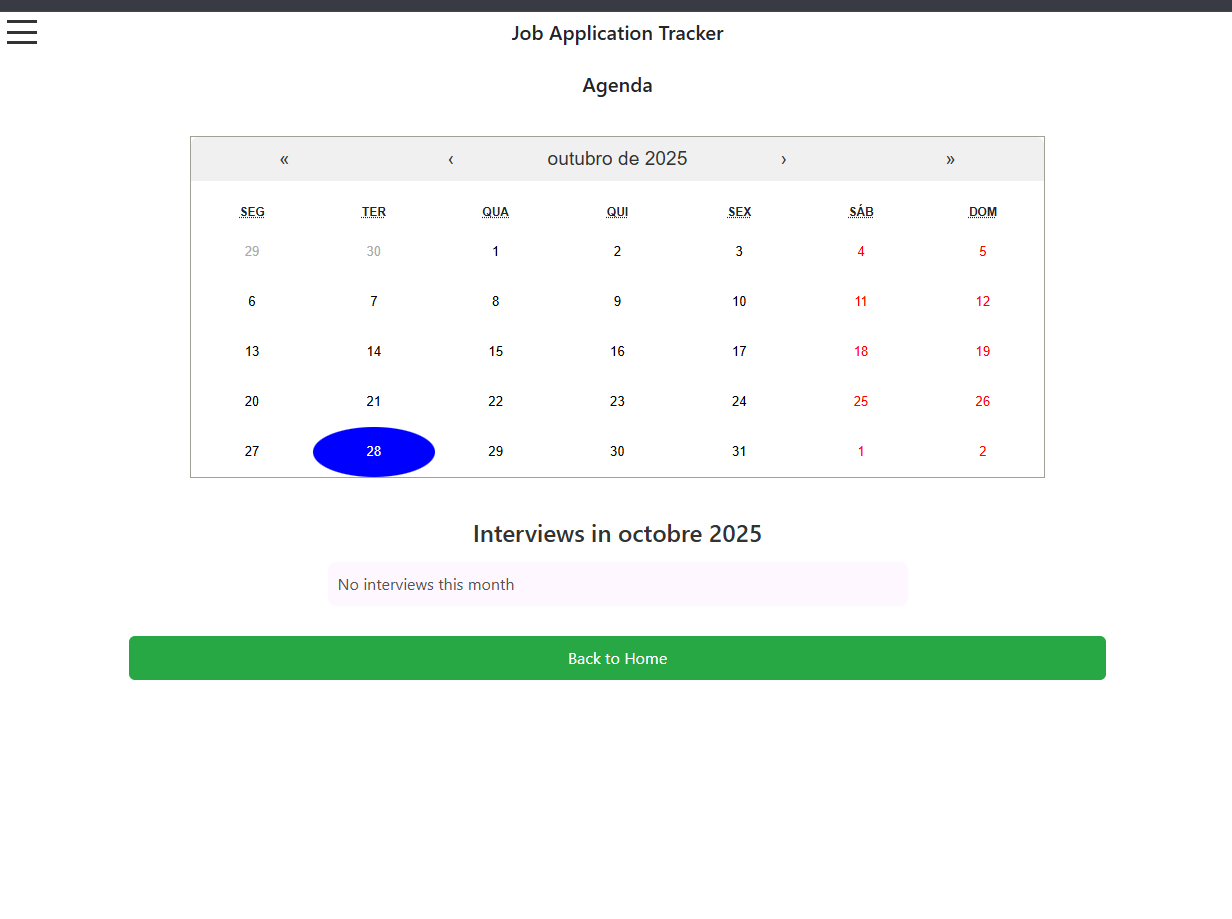 Job Application Tracker
Agenda
« ‹ outubro de 2025 › »
SEG TER QUA QUI SEX SÁB DOM
29 30 1 2 3 4 5
6 7 8 9 10 11 12
13 14 15 16 17 18 19
20 21 22 23 24 25 26
27 28 29 30 31 1 2
Interviews in octobre 2025
No interviews this month
Back to Home